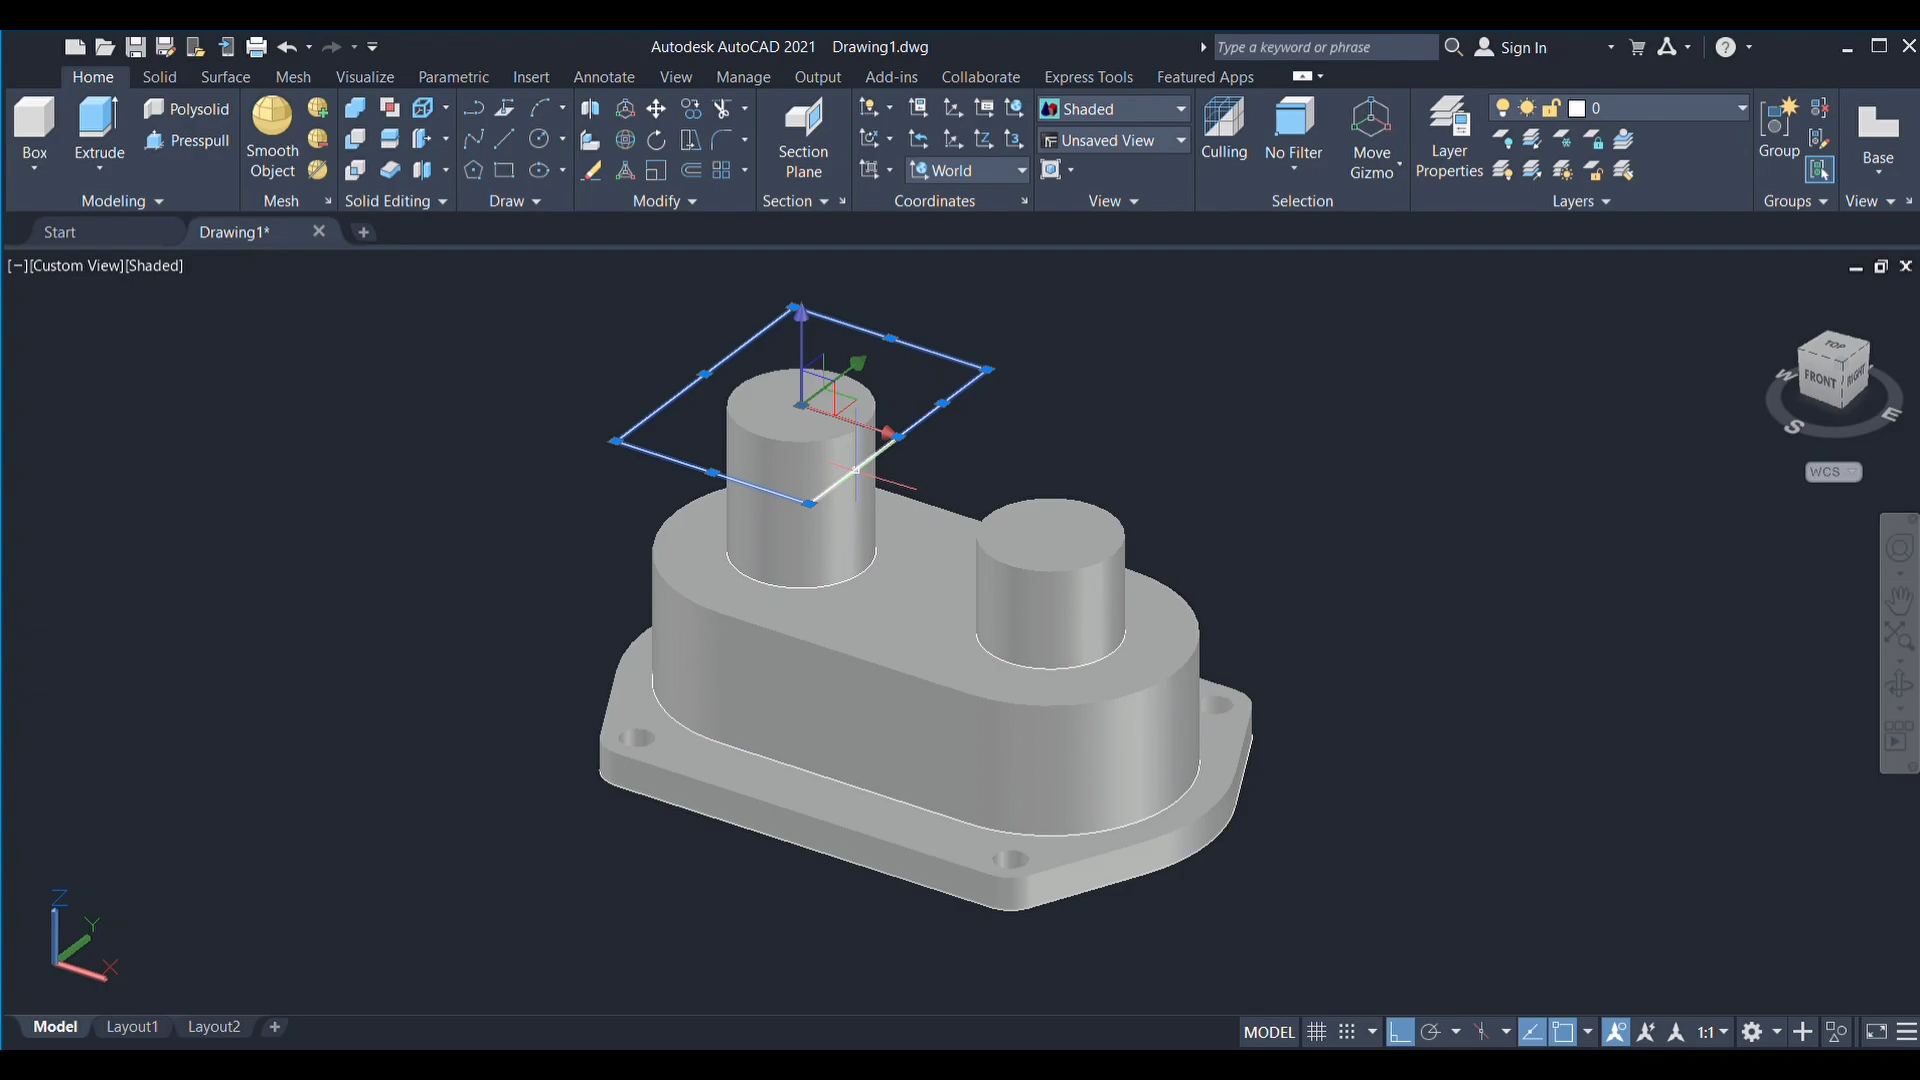 Autodesk AutoCAD 2021 Drawing1.dwg
Type a keyword or phrase
Sign In
Home Solid Surface Mesh Visualize Parametric Insert Annotate View Manage Output Add-ins Collaborate Express Tools Featured Apps
Box
Extrude
Polysolid
Presspull
Smooth
Object
Section
Plane
World
Shaded
Unsaved View
Culling
No Filter
Move
Gizmo
Layer
Properties
0
Group
Base
Modeling Mesh Solid Editing Draw Modify Section Coordinates View Selection Layers Groups View
Start Drawing1*
[−][Custom View][Shaded]
TOP
FRONT
RIGHT
W
S
E
WCS
Z
Y
X
Model Layout1 Layout2
MODEL
1:1